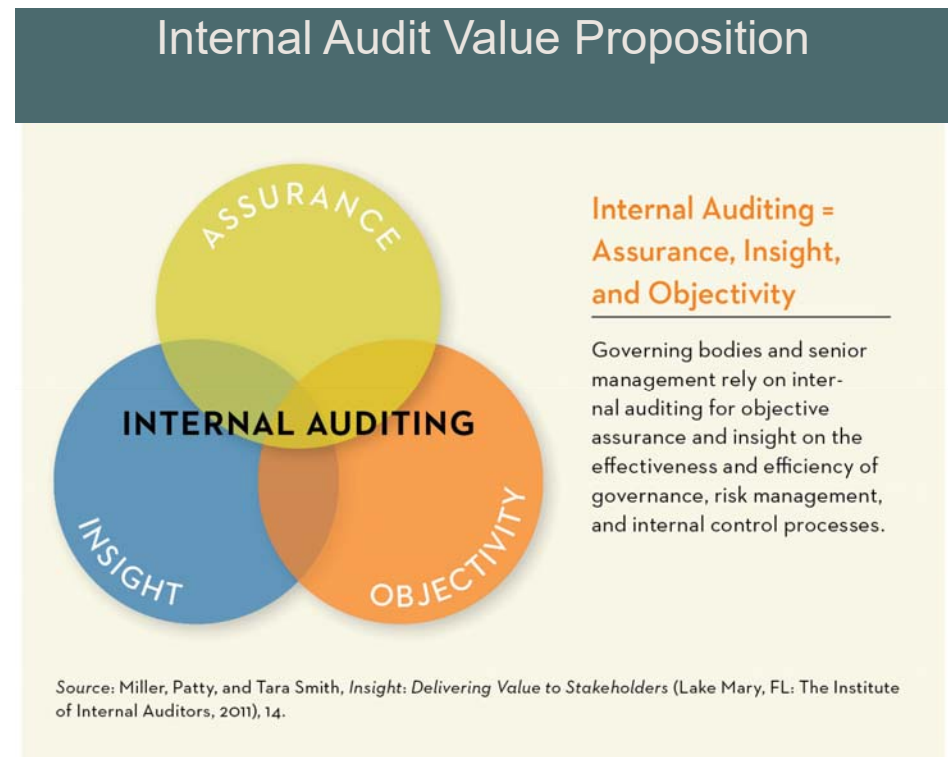 Internal Audit Value Proposition
ASSURANCE
INTERNAL AUDITING
INSIGHT
OBJECTIVITY
Internal Auditing =
Assurance, Insight,
and Objectivity
Governing bodies and senior
management rely on inter-
nal auditing for objective
assurance and insight on the
effectiveness and efficiency of
governance, risk management,
and internal control processes.
Source: Miller, Patty, and Tara Smith, Insight: Delivering Value to Stakeholders (Lake Mary, FL: The Institute
of Internal Auditors, 2011), 14.